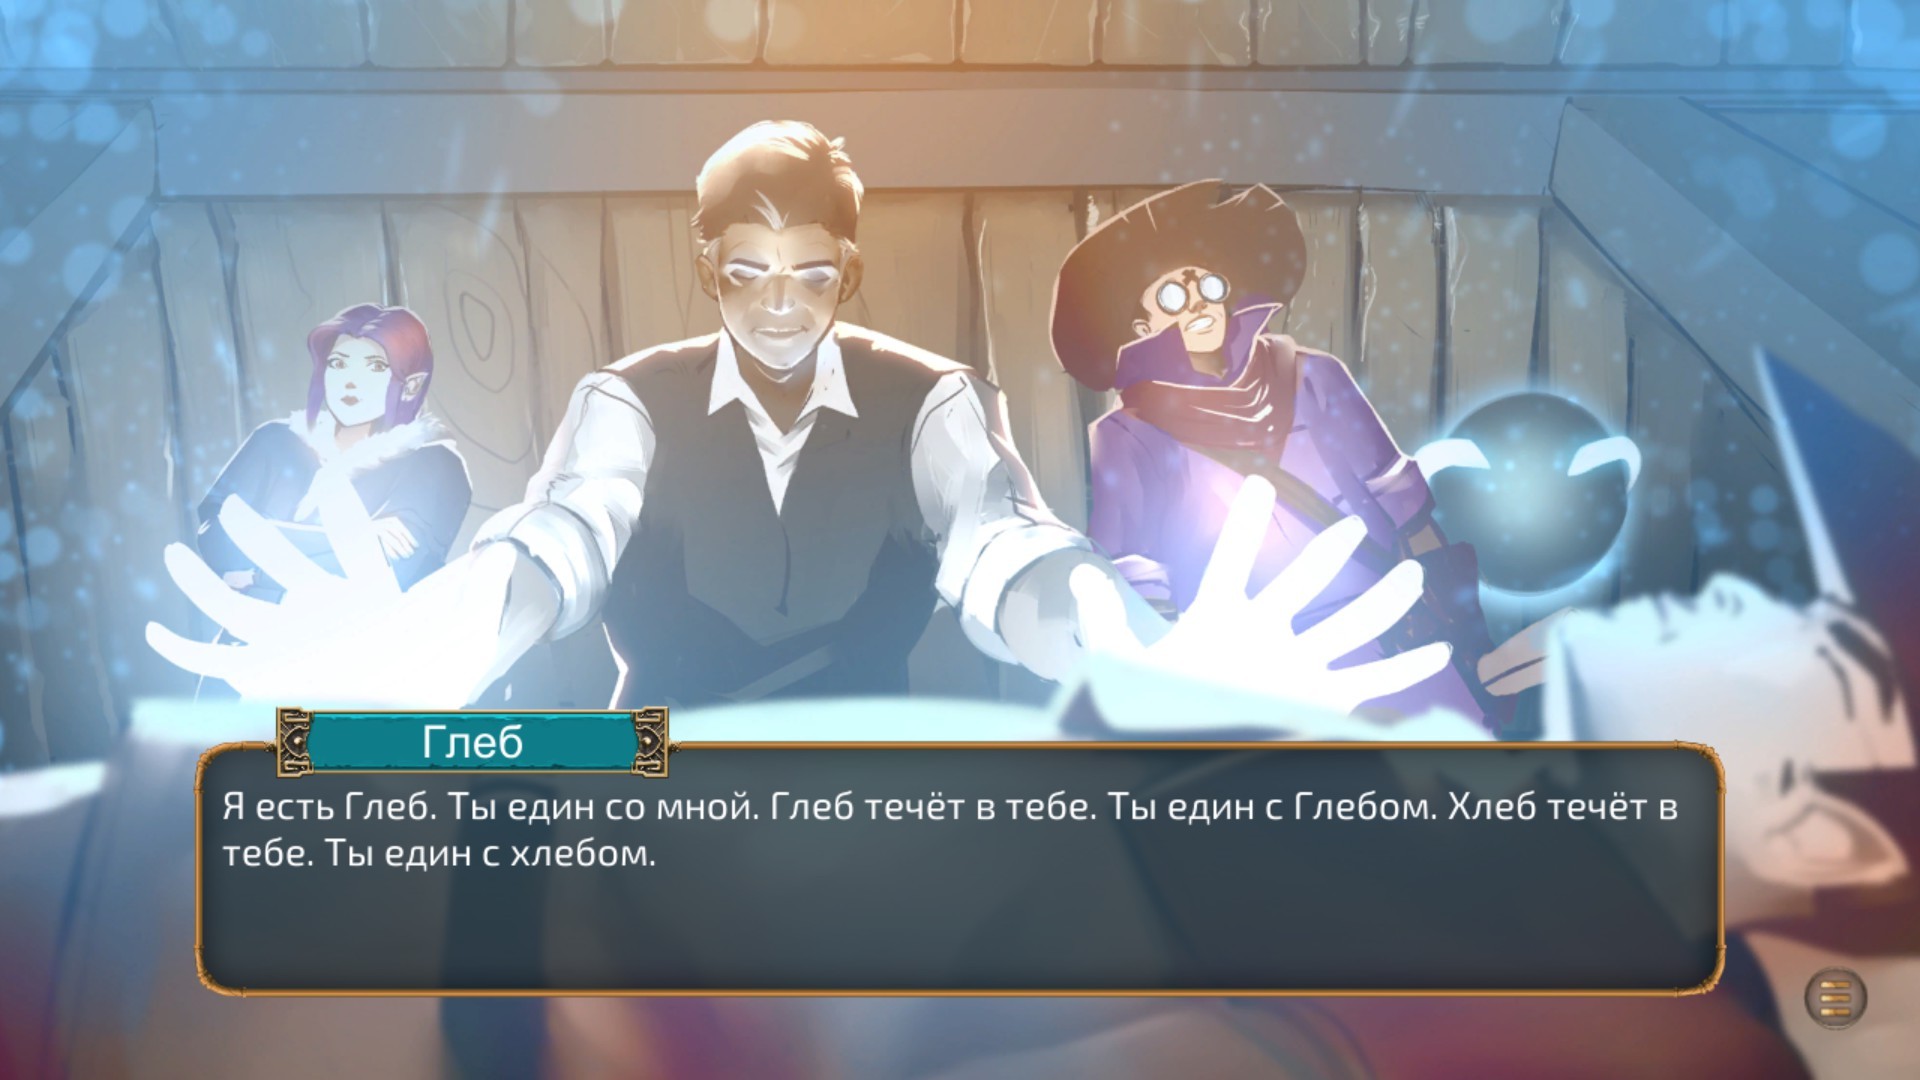 Глеб
Я есть Глеб. Ты един со мной. Глеб течёт в тебе. Ты един с Глебом. Хлеб течёт в
тебе. Ты един с хлебом.